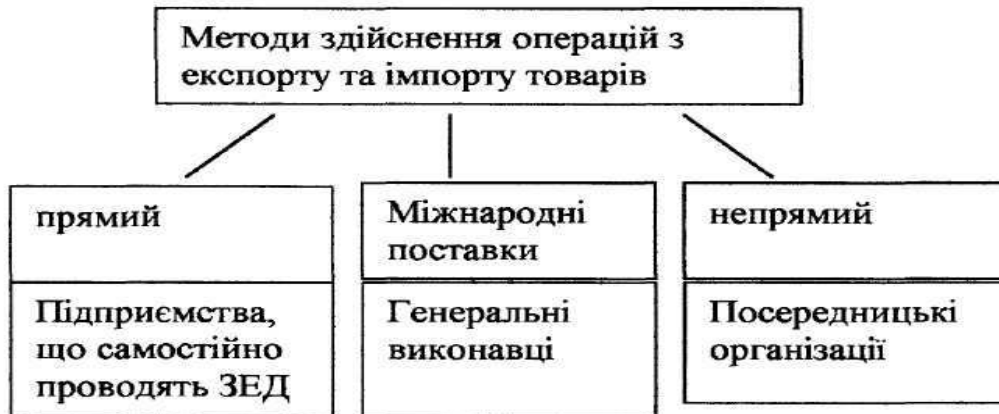 Методи здійснення операцій з
експорту та імпорту товарів
прямий
Міжнародні
поставки
непрямий
Підприємства,
що самостійно
проводять ЗЕД
Генеральні
виконавці
Посередницькі
організації